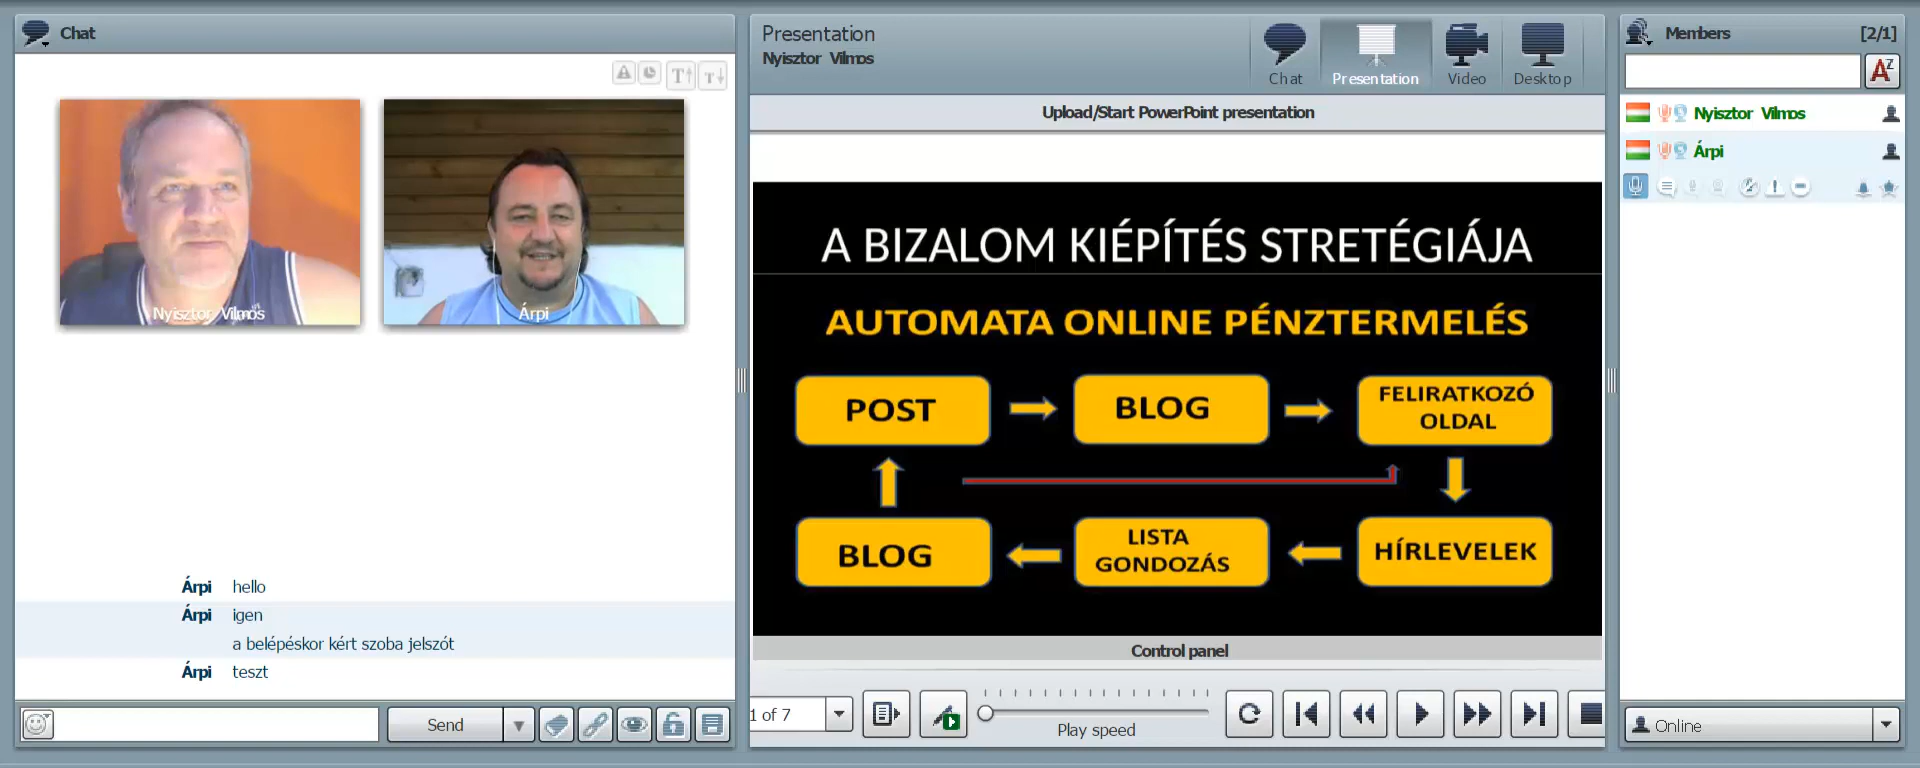 Chat
Nyisztor Vilmos
Árpi
Árpi hello
Árpi igen
a belépéskor kért szoba jelszót
Árpi teszt
Send
Presentation
Nyisztor Vilmos
Chat
Presentation
Video
Desktop
Upload/Start PowerPoint presentation
A BIZALOM KIÉPÍTÉS STRETÉGIÁJA
AUTOMATA ONLINE PÉNZTERMELÉS
POST
BLOG
FELIRATKOZÓ
OLDAL
BLOG
LISTA
GONDOZÁS
HÍRLEVELEK
Control panel
1 of 7
Play speed
Members [2/1]
Nyisztor Vilmos
Árpi
Online